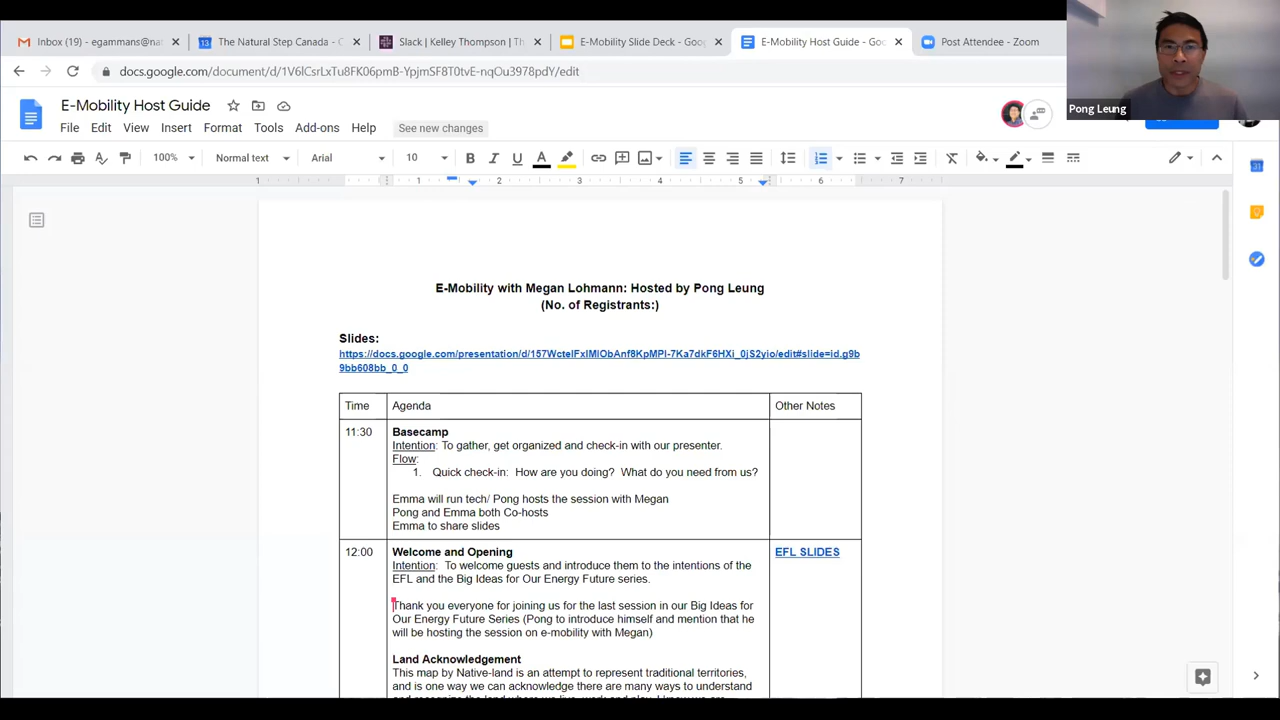 Inbox (19) - egammans@na
The Natural Step Canada - C
Slack | Kelley Thompson | Th
E-Mobility Slide Deck - Goog
E-Mobility Host Guide - Goo
Post Attendee - Zoom
docs.google.com/document/d/1V6lCsrLxTu8FK06pmB-YpjmSF8T0tvE-nqOu3978pdY/edit
Pong Leung
E-Mobility Host Guide
File Edit View Insert Format Tools Add-ons Help See new changes
100% Normal text Arial 10
1 1 2 3 4 5 6 7
E-Mobility with Megan Lohmann: Hosted by Pong Leung
(No. of Registrants:)
Slides:
https://docs.google.com/presentation/d/157WcteIFxIMIObAnf8KpMPI-7Ka7dkF6HXi_0jS2yio/edit#slide=id.g9b
9bb608bb_0_0
Time Agenda Other Notes
11:30 Basecamp
Intention: To gather, get organized and check-in with our presenter.
Flow:
1. Quick check-in: How are you doing? What do you need from us?
Emma will run tech/ Pong hosts the session with Megan
Pong and Emma both Co-hosts
Emma to share slides
12:00 Welcome and Opening EFL SLIDES
Intention: To welcome guests and introduce them to the intentions of the
EFL and the Big Ideas for Our Energy Future series.
Thank you everyone for joining us for the last session in our Big Ideas for
Our Energy Future Series (Pong to introduce himself and mention that he
will be hosting the session on e-mobility with Megan)
Land Acknowledgement
This map by Native-land is an attempt to represent traditional territories,
and is one way we can acknowledge there are many ways to understand